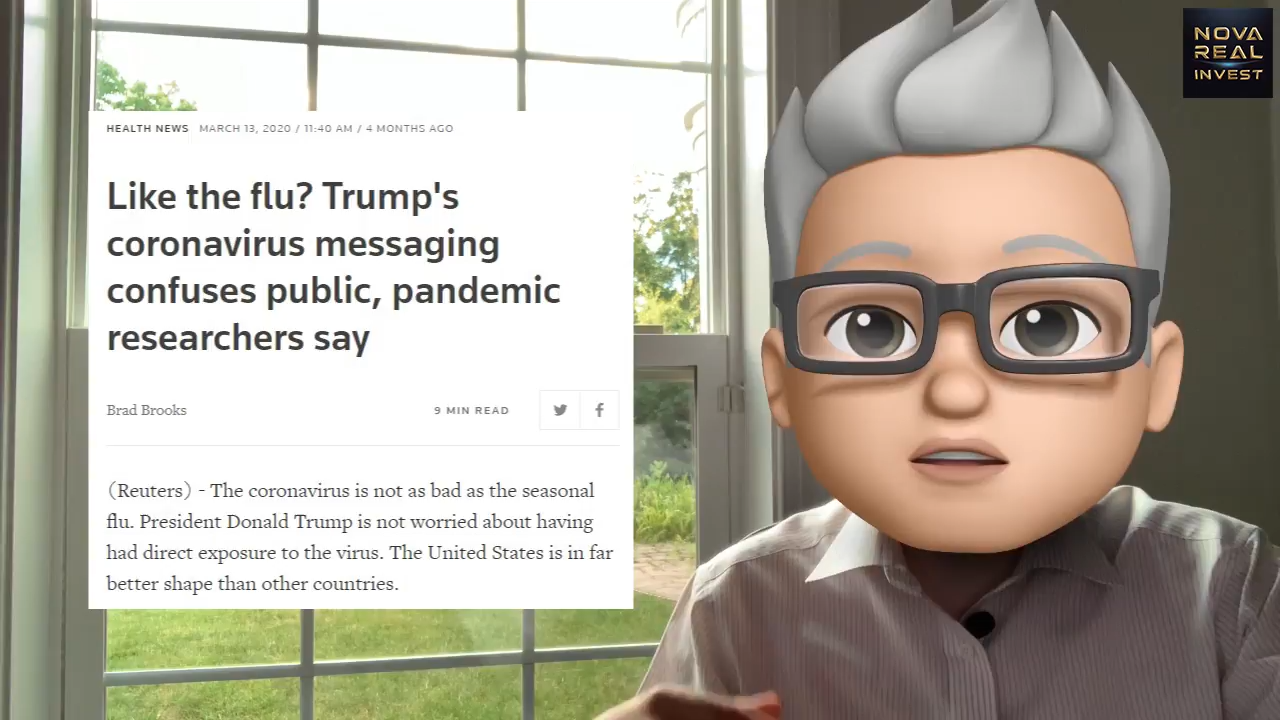 NOVA
REAL
INVEST
HEALTH NEWS MARCH 13, 2020 / 11:40 AM / 4 MONTHS AGO
Like the flu? Trump's
coronavirus messaging
confuses public, pandemic
researchers say
Brad Brooks 9 MIN READ
(Reuters) - The coronavirus is not as bad as the seasonal
flu. President Donald Trump is not worried about having
had direct exposure to the virus. The United States is in far
better shape than other countries.